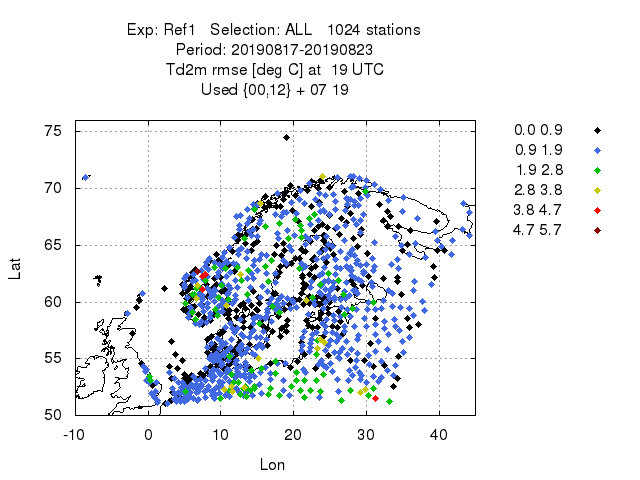 Exp: Ref1 Selection: ALL 1024 stations
Period: 20190817-20190823
Td2m rmse [deg C] at 19 UTC
Used {00,12} + 07 19
75
70
65
60
55
50
Lat
-10 0 10 20 30 40
Lon
0.0 0.9
0.9 1.9
1.9 2.8
2.8 3.8
3.8 4.7
4.7 5.7